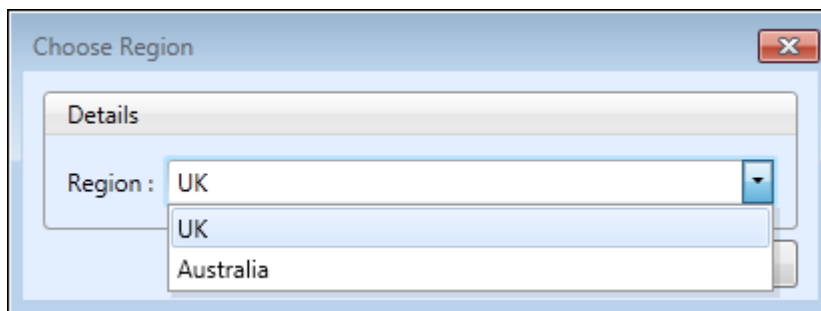 Choose Region
Details
Region : UK
UK
Australia